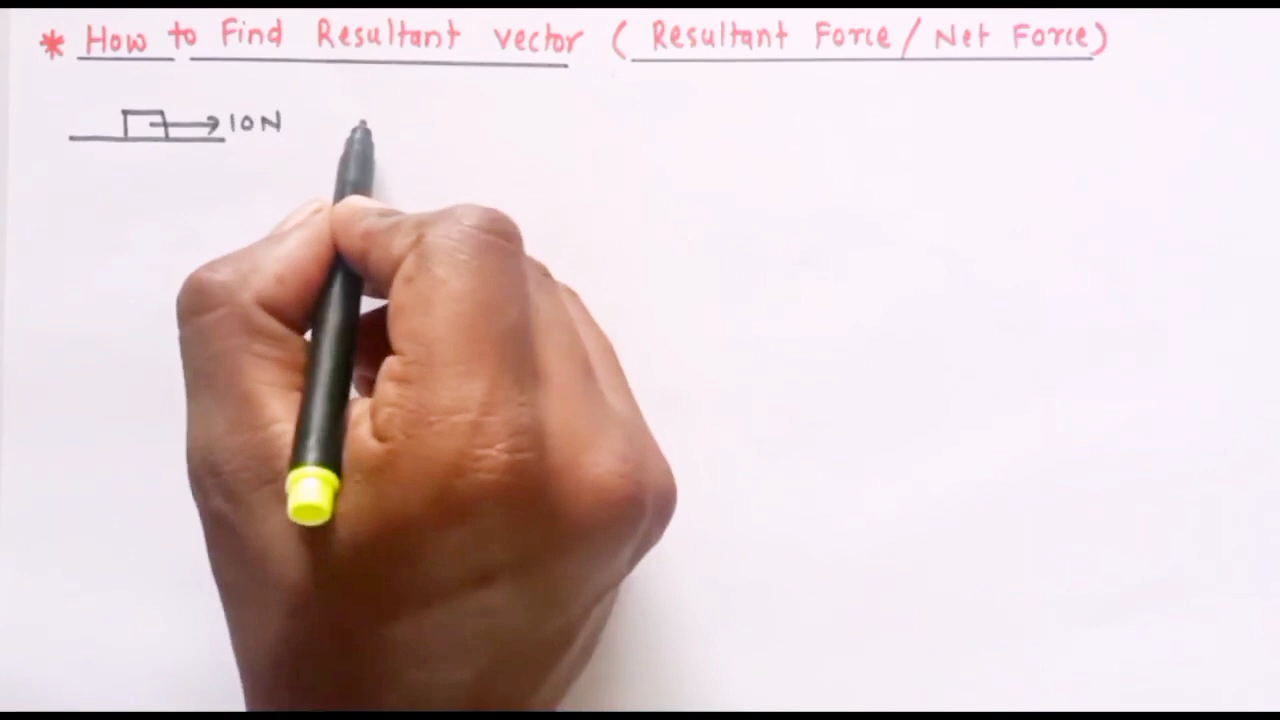 * How to Find Resultant vector ( Resultant Force / Net Force)
10N